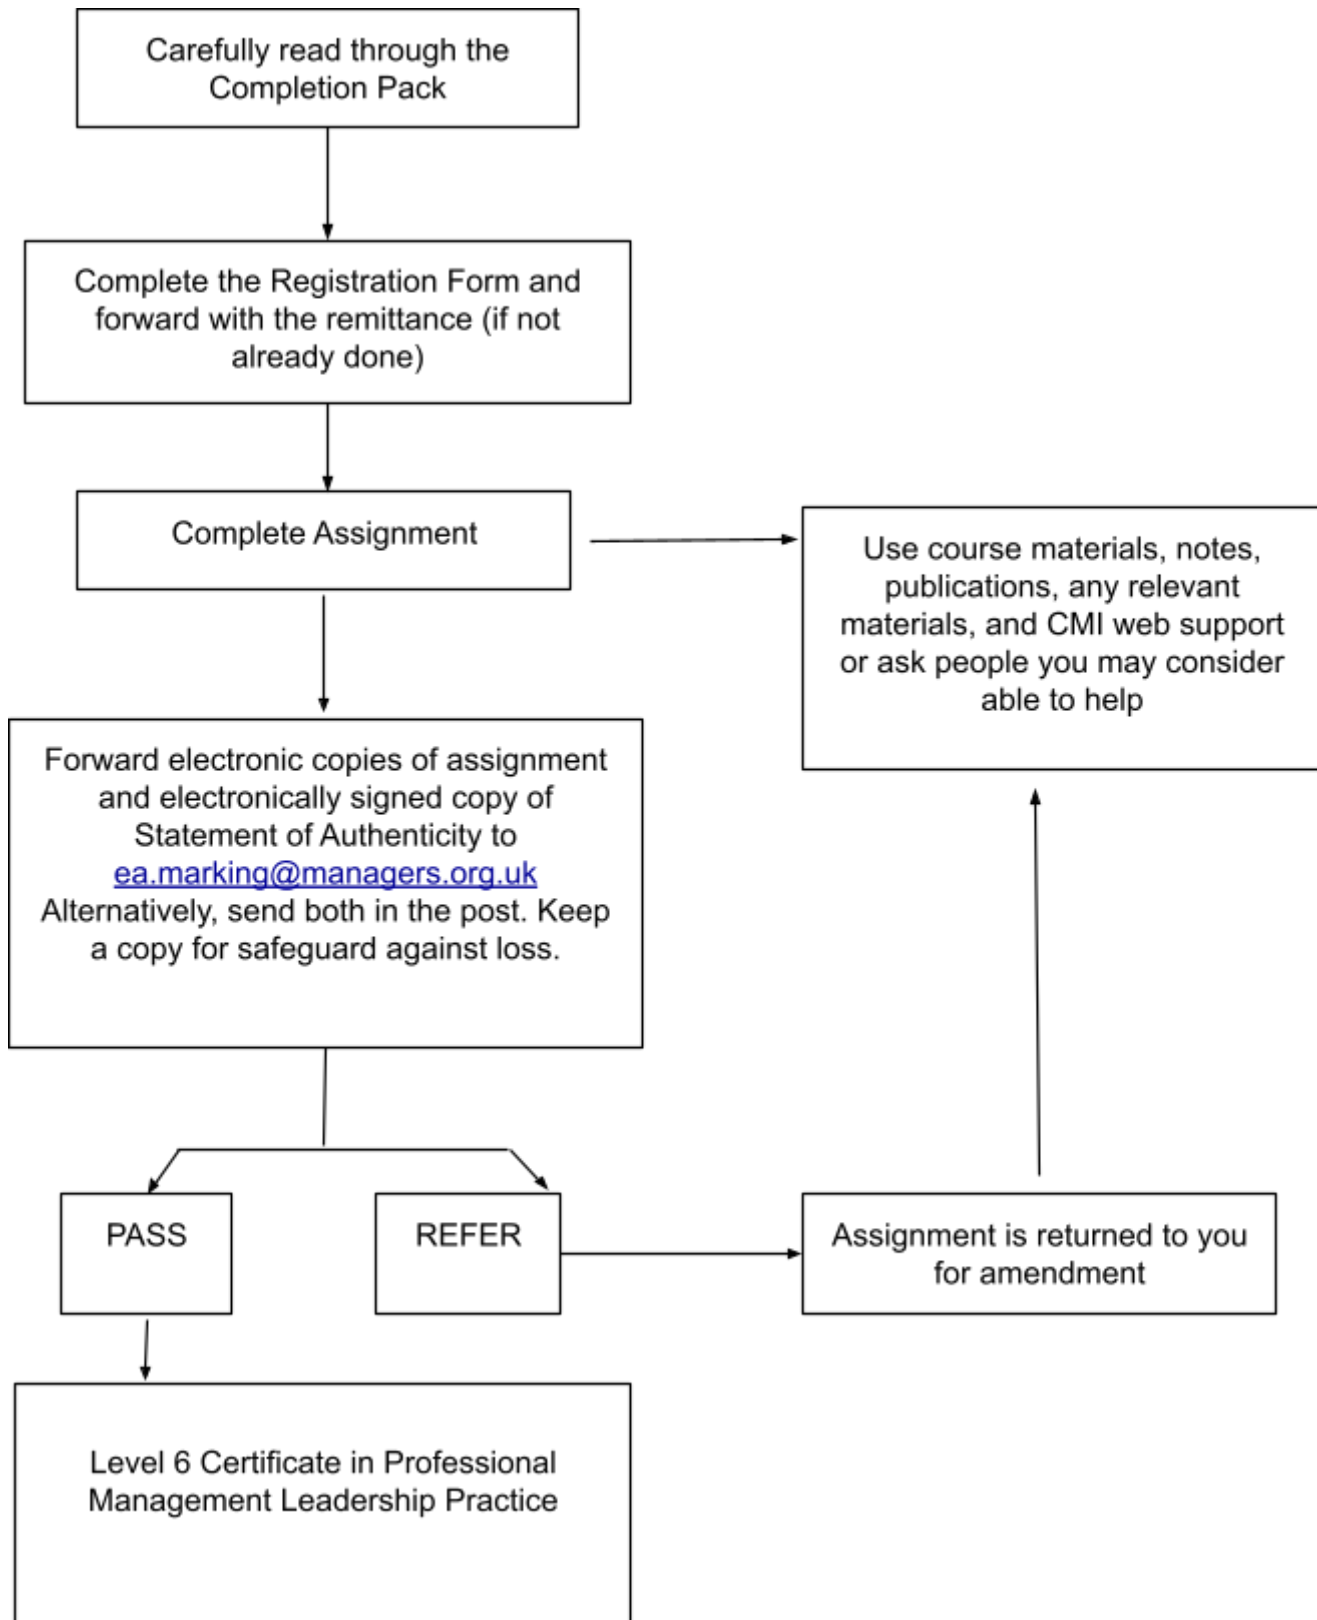 Carefully read through the
Completion Pack
Complete the Registration Form and
forward with the remittance (if not
already done)
Complete Assignment
Use course materials, notes,
publications, any relevant
materials, and CMI web support
or ask people you may consider
able to help
Forward electronic copies of assignment
and electronically signed copy of
Statement of Authenticity to
ea.marking@managers.org.uk
Alternatively, send both in the post. Keep
a copy for safeguard against loss.
PASS
REFER
Assignment is returned to you
for amendment
Level 6 Certificate in Professional
Management Leadership Practice